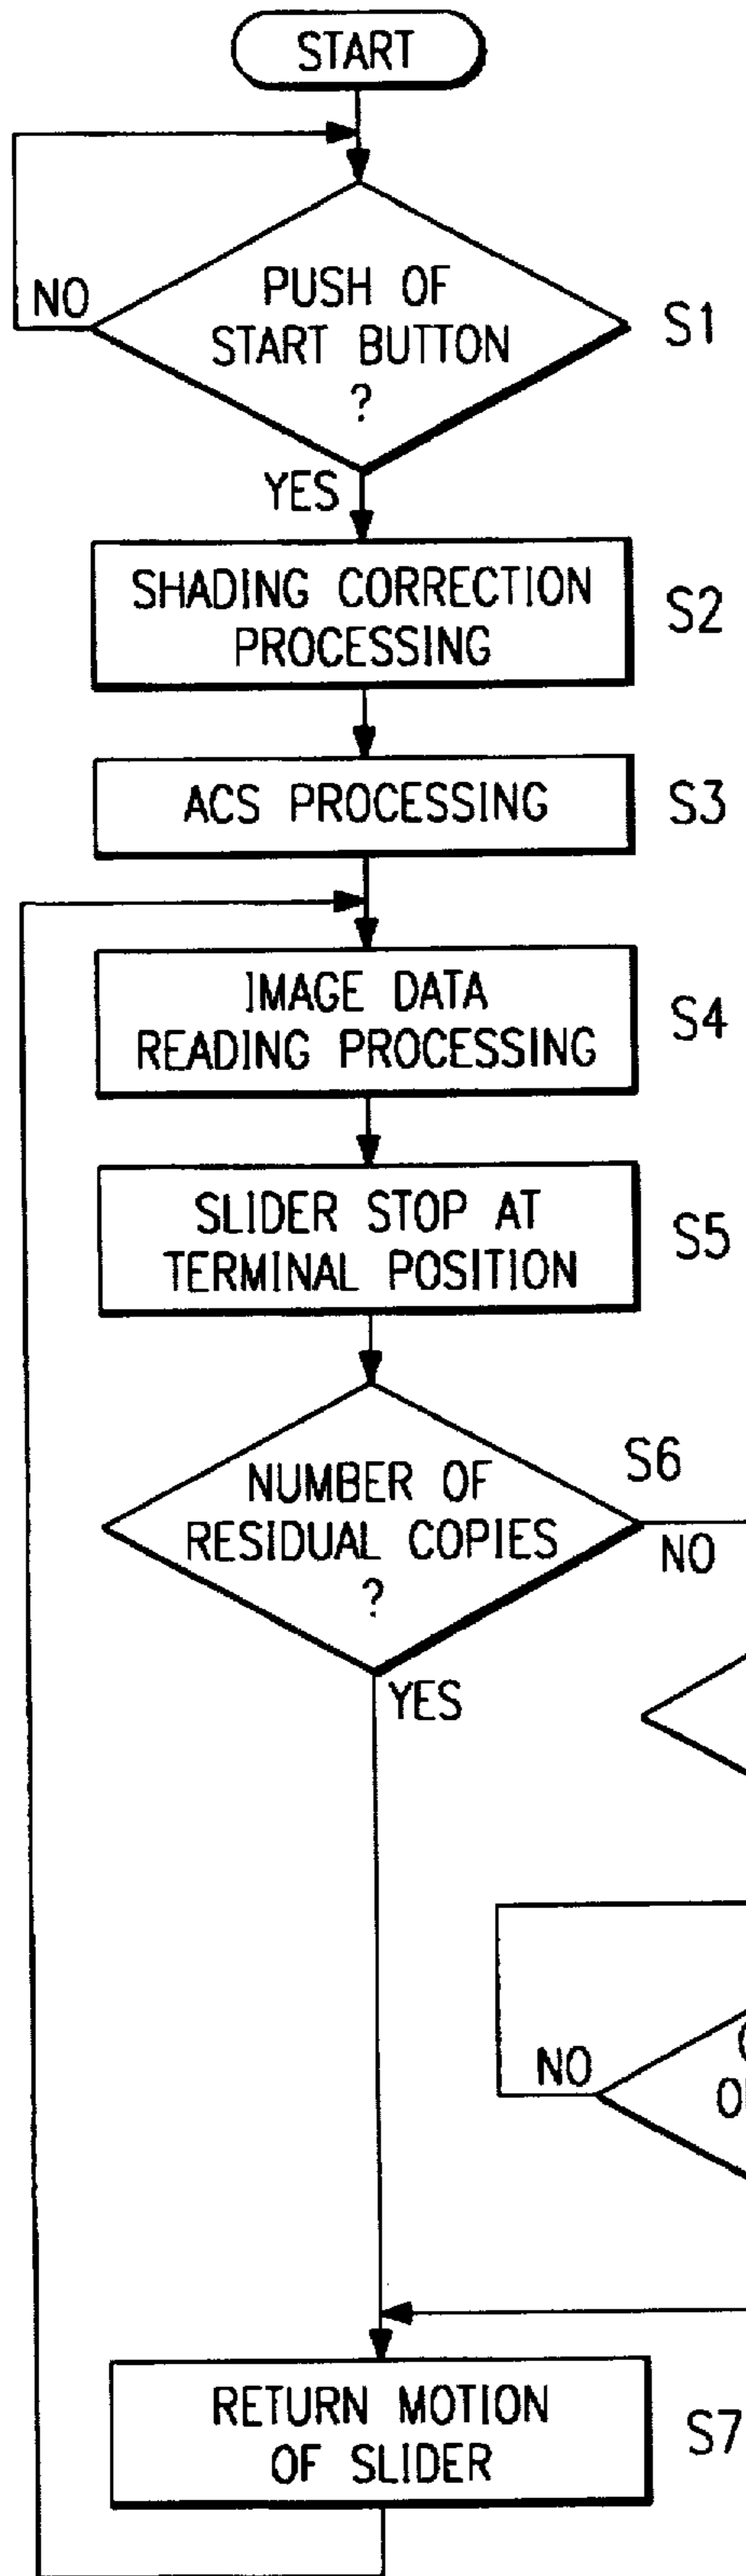 START
NO
PUSH OF
START BUTTON
?
S1
YES
SHADING CORRECTION
PROCESSING
S2
ACS PROCESSING
S3
IMAGE DATA
READING PROCESSING
S4
SLIDER STOP AT
TERMINAL POSITION
S5
NUMBER OF
RESIDUAL COPIES
?
S6
NO
YES
NO
RETURN MOTION
OF SLIDER
S7